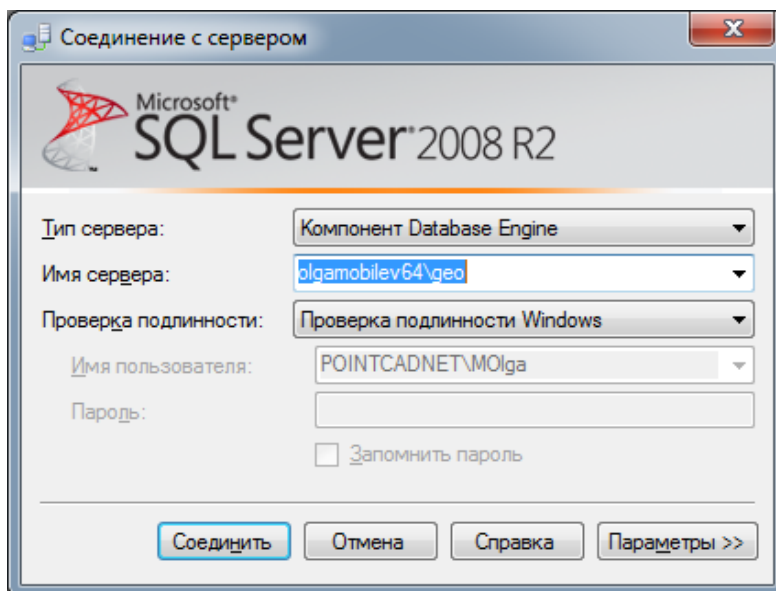 Соединение с сервером
Microsoft®
SQL Server® 2008 R2
Тип сервера: Компонент Database Engine
Имя сервера: olgamobilev64\geo
Проверка подлинности: Проверка подлинности Windows
Имя пользователя: POINTCADNET\MOlga
Пароль:
Запомнить пароль
Соединить Отмена Справка Параметры >>